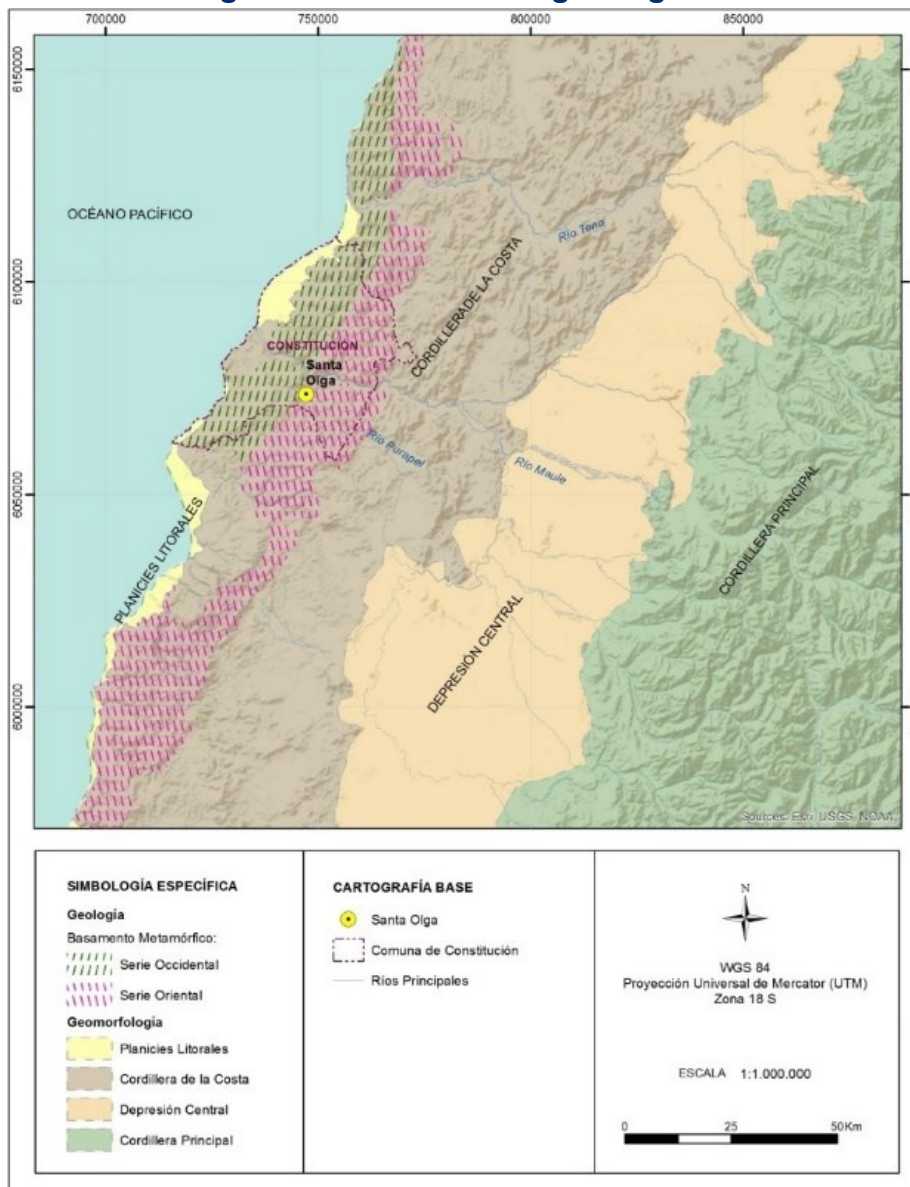 700000 750000 800000 850000
6150000
6100000
6050000
6000000
OCÉANO PACÍFICO
Río Teno
CORDILLERA DE LA COSTA
CONSTITUCIÓN
Santa
Olga
Río Purapel
Río Maule
PLANICIES LITORALES
CORDILLERA PRINCIPAL
DEPRESIÓN CENTRAL
Sources: Esri, USGS, NOAA
SIMBOLOGÍA ESPECÍFICA
Geología
Basamento Metamórfico:
Serie Occidental
Serie Oriental
Geomorfología
Planicies Litorales
Cordillera de la Costa
Depresión Central
Cordillera Principal
CARTOGRAFÍA BASE
Santa Olga
Comuna de Constitución
Ríos Principales
N
WGS 84
Proyección Universal de Mercator (UTM)
Zona 18 S
ESCALA 1:1.000.000
0 25 50Km